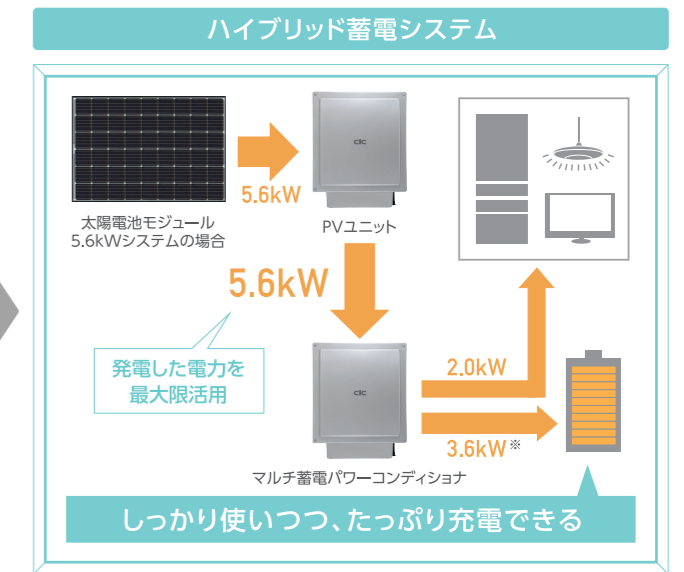 ハイブリッド蓄電システム
5.6kW
太陽電池モジュール
5.6kWシステムの場合
PVユニット
5.6kW
発電した電力を
最大限活用
2.0kW
3.6kW※
マルチ蓄電パワーコンディショナ
しっかり使いつつ、たっぷり充電できる